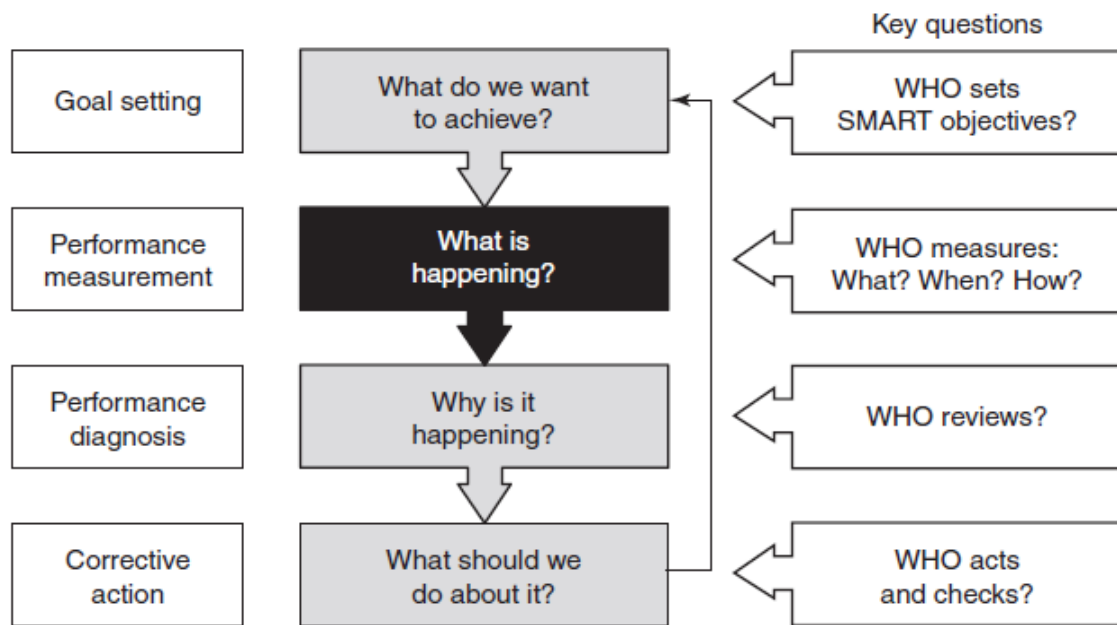 Key questions
Goal setting
What do we want
to achieve?
WHO sets
SMART objectives?
Performance
measurement
What is
happening?
WHO measures:
What? When? How?
Performance
diagnosis
Why is it
happening?
WHO reviews?
Corrective
action
What should we
do about it?
WHO acts
and checks?